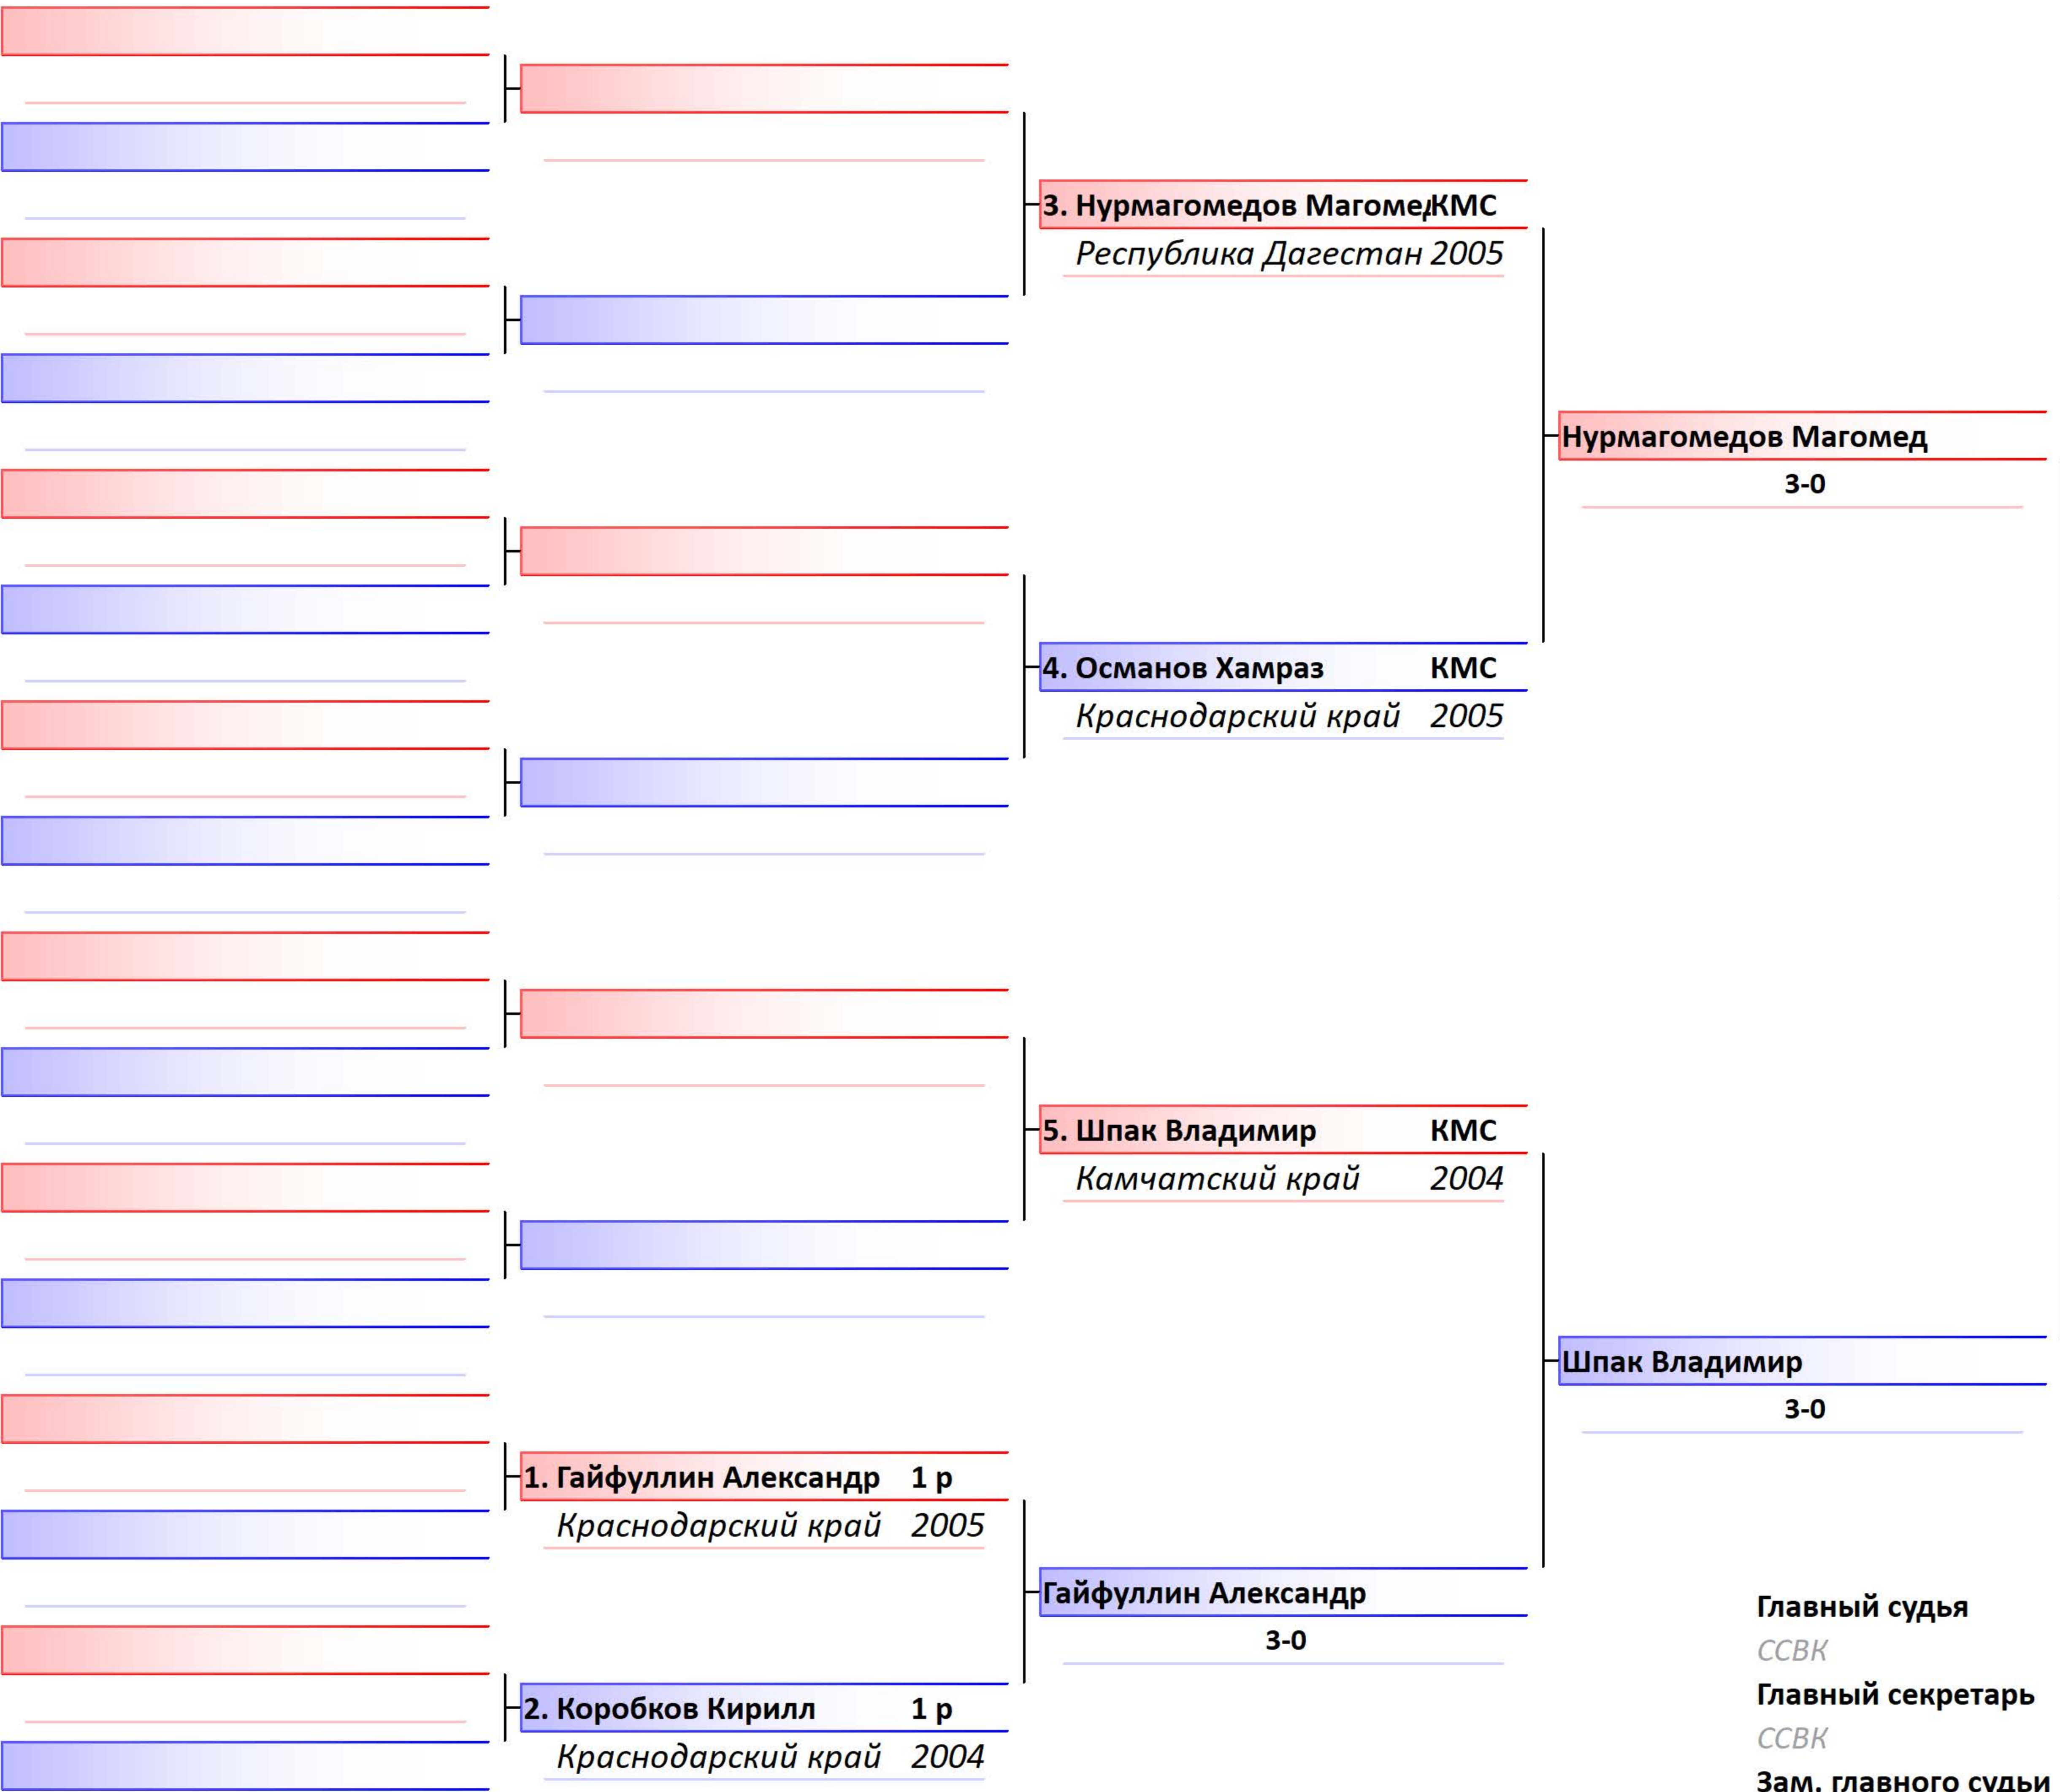 3. Нурмагомедов Магомед КМС
Республика Дагестан 2005
Нурмагомедов Магомед
3-0
4. Османов Хамраз КМС
Краснодарский край 2005
5. Шпак Владимир КМС
Камчатский край 2004
Шпак Владимир
3-0
1. Гайфуллин Александр 1 р
Краснодарский край 2005
Гайфуллин Александр
3-0
2. Коробков Кирилл 1 р
Краснодарский край 2004
Главный судья
ССВК
Главный секретарь
ССВК
Зам. главного судьи